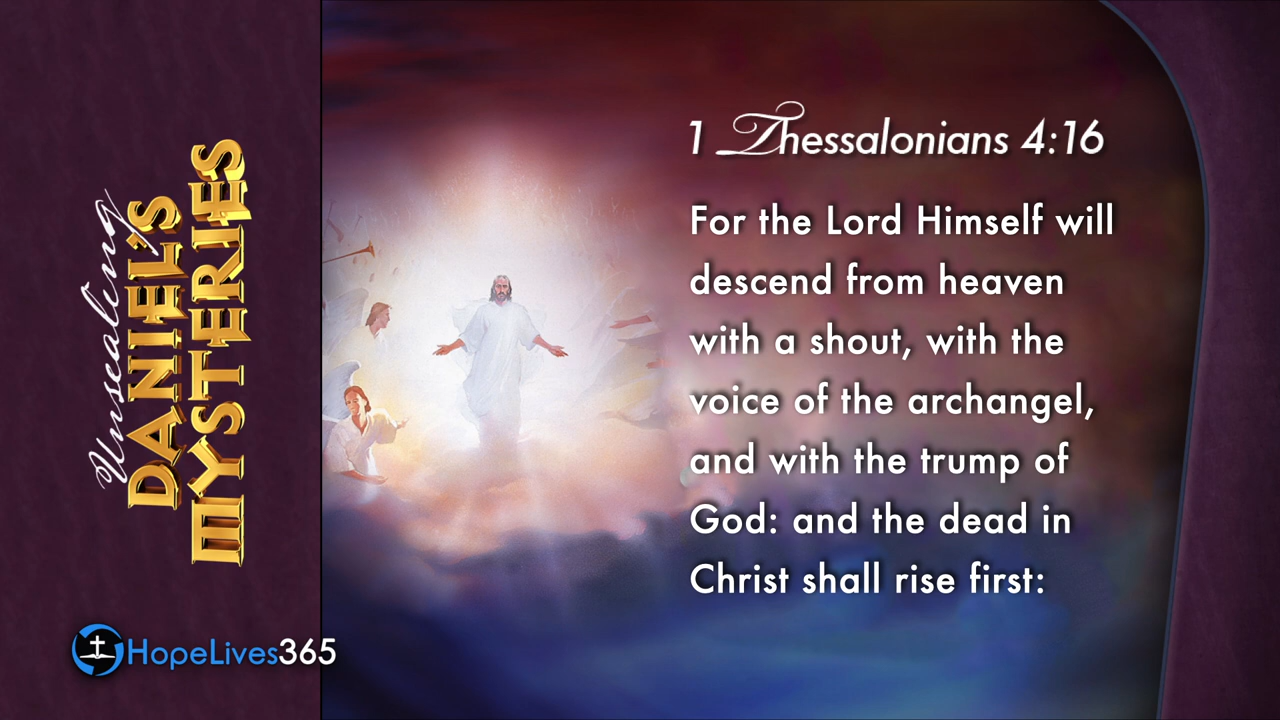 Unsealing
DANIEL'S
MYSTERIES
1 Thessalonians 4:16
For the Lord Himself will
descend from heaven
with a shout, with the
voice of the archangel,
and with the trump of
God: and the dead in
Christ shall rise first:
HopeLives365